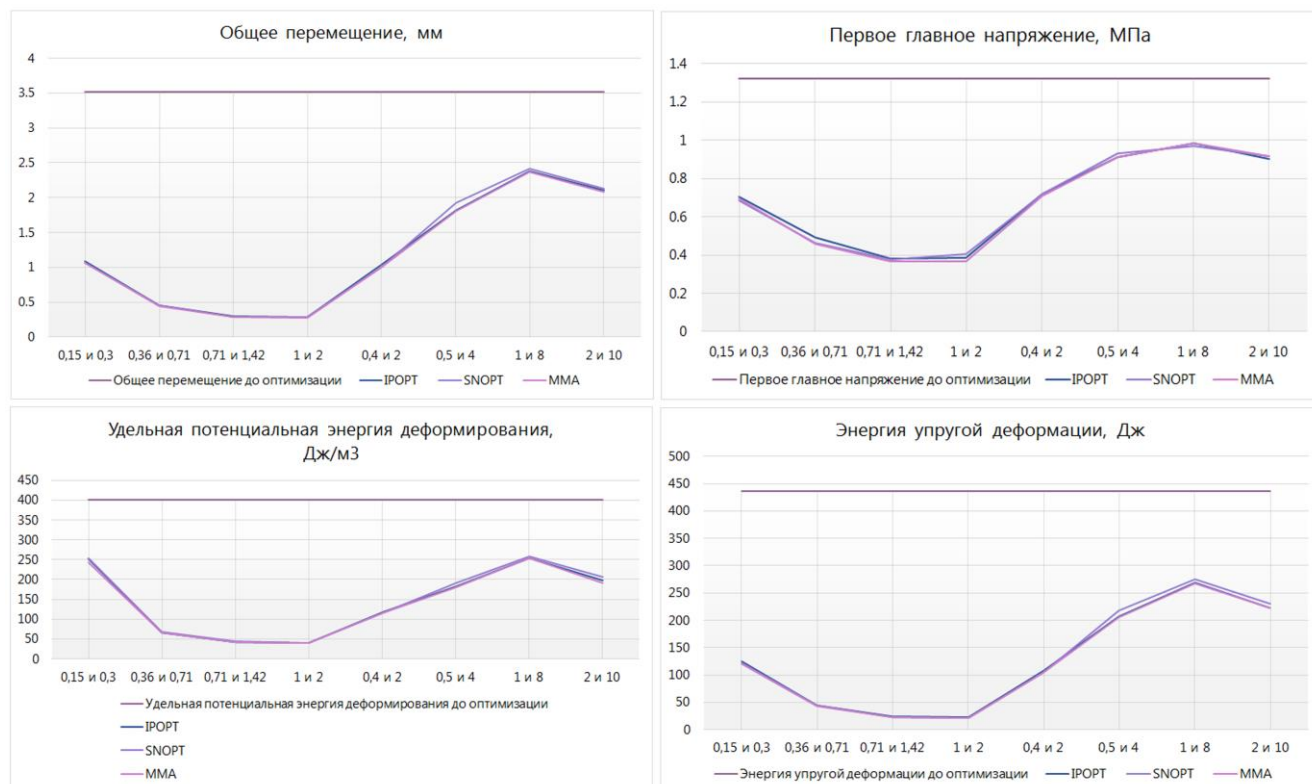 Общее перемещение, мм
4
3.5
3
2.5
2
1.5
1
0.5
0
0,15 и 0,3 0,36 и 0,71 0,71 и 1,42 1 и 2 0,4 и 2 0,5 и 4 1 и 8 2 и 10
Общее перемещение до оптимизации IPOPT SNOPT MMA
Первое главное напряжение, МПа
1.4
1.2
1
0.8
0.6
0.4
0.2
0
0,15 и 0,3 0,36 и 0,71 0,71 и 1,42 1 и 2 0,4 и 2 0,5 и 4 1 и 8 2 и 10
Первое главное напряжение до оптимизации IPOPT SNOPT MMA
Удельная потенциальная энергия деформирования,
Дж/м3
450
400
350
300
250
200
150
100
50
0
0,15 и 0,3 0,36 и 0,71 0,71 и 1,42 1 и 2 0,4 и 2 0,5 и 4 1 и 8 2 и 10
Удельная потенциальная энергия деформирования до оптимизации
IPOPT
SNOPT
MMA
Энергия упругой деформации, Дж
500
450
400
350
300
250
200
150
100
50
0
0,15 и 0,3 0,36 и 0,71 0,71 и 1,42 1 и 2 0,4 и 2 0,5 и 4 1 и 8 2 и 10
Энергия упругой деформации до оптимизации IPOPT SNOPT MMA